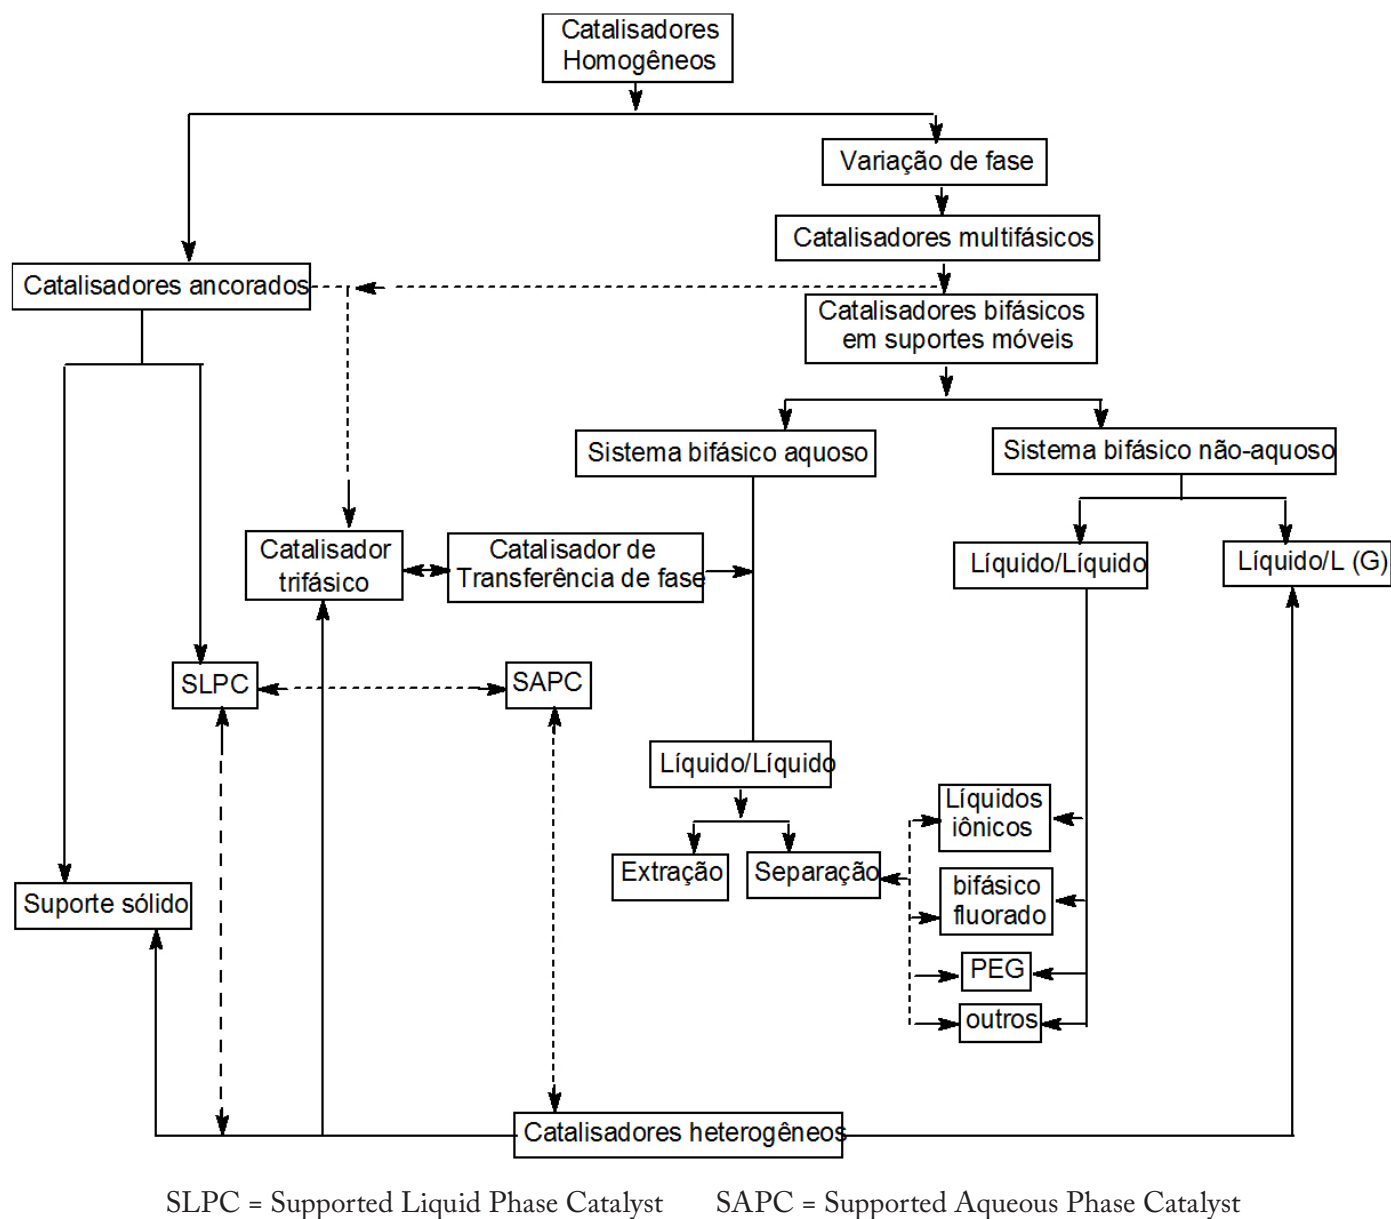 Catalisadores
Homogêneos
Variação de fase
Catalisadores multifásicos
Catalisadores ancorados
Catalisadores bifásicos
em suportes móveis
Sistema bifásico aquoso
Sistema bifásico não-aquoso
Catalisador
trifásico
Catalisador de
Transferência de fase
Líquido/Líquido
Líquido/L (G)
SLPC
SAPC
Líquido/Líquido
Líquidos
iônicos
Extração
Separação
bifásico
fluorado
Suporte sólido
PEG
outros
Catalisadores heterogêneos
SLPC = Supported Liquid Phase Catalyst SAPC = Supported Aqueous Phase Catalyst